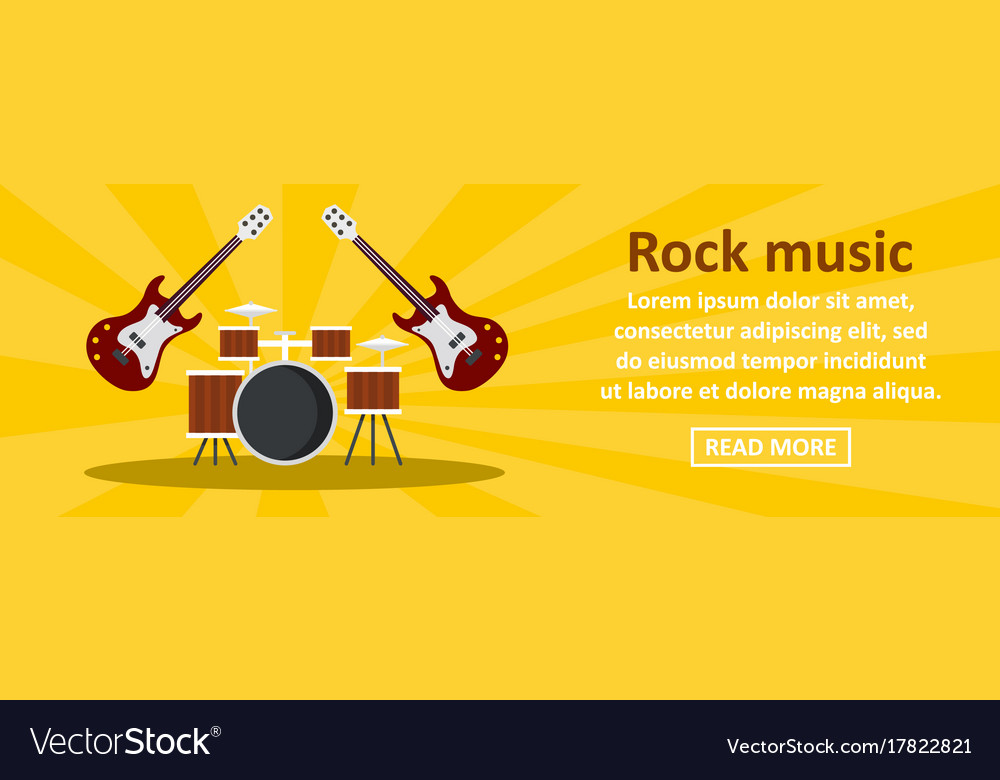 Rock music
Lorem ipsum dolor sit amet,
consectetur adipiscing elit, sed
do eiusmod tempor incididunt
ut labore et dolore magna aliqua.
READ MORE
VectorStock®
VectorStock.com/17822821